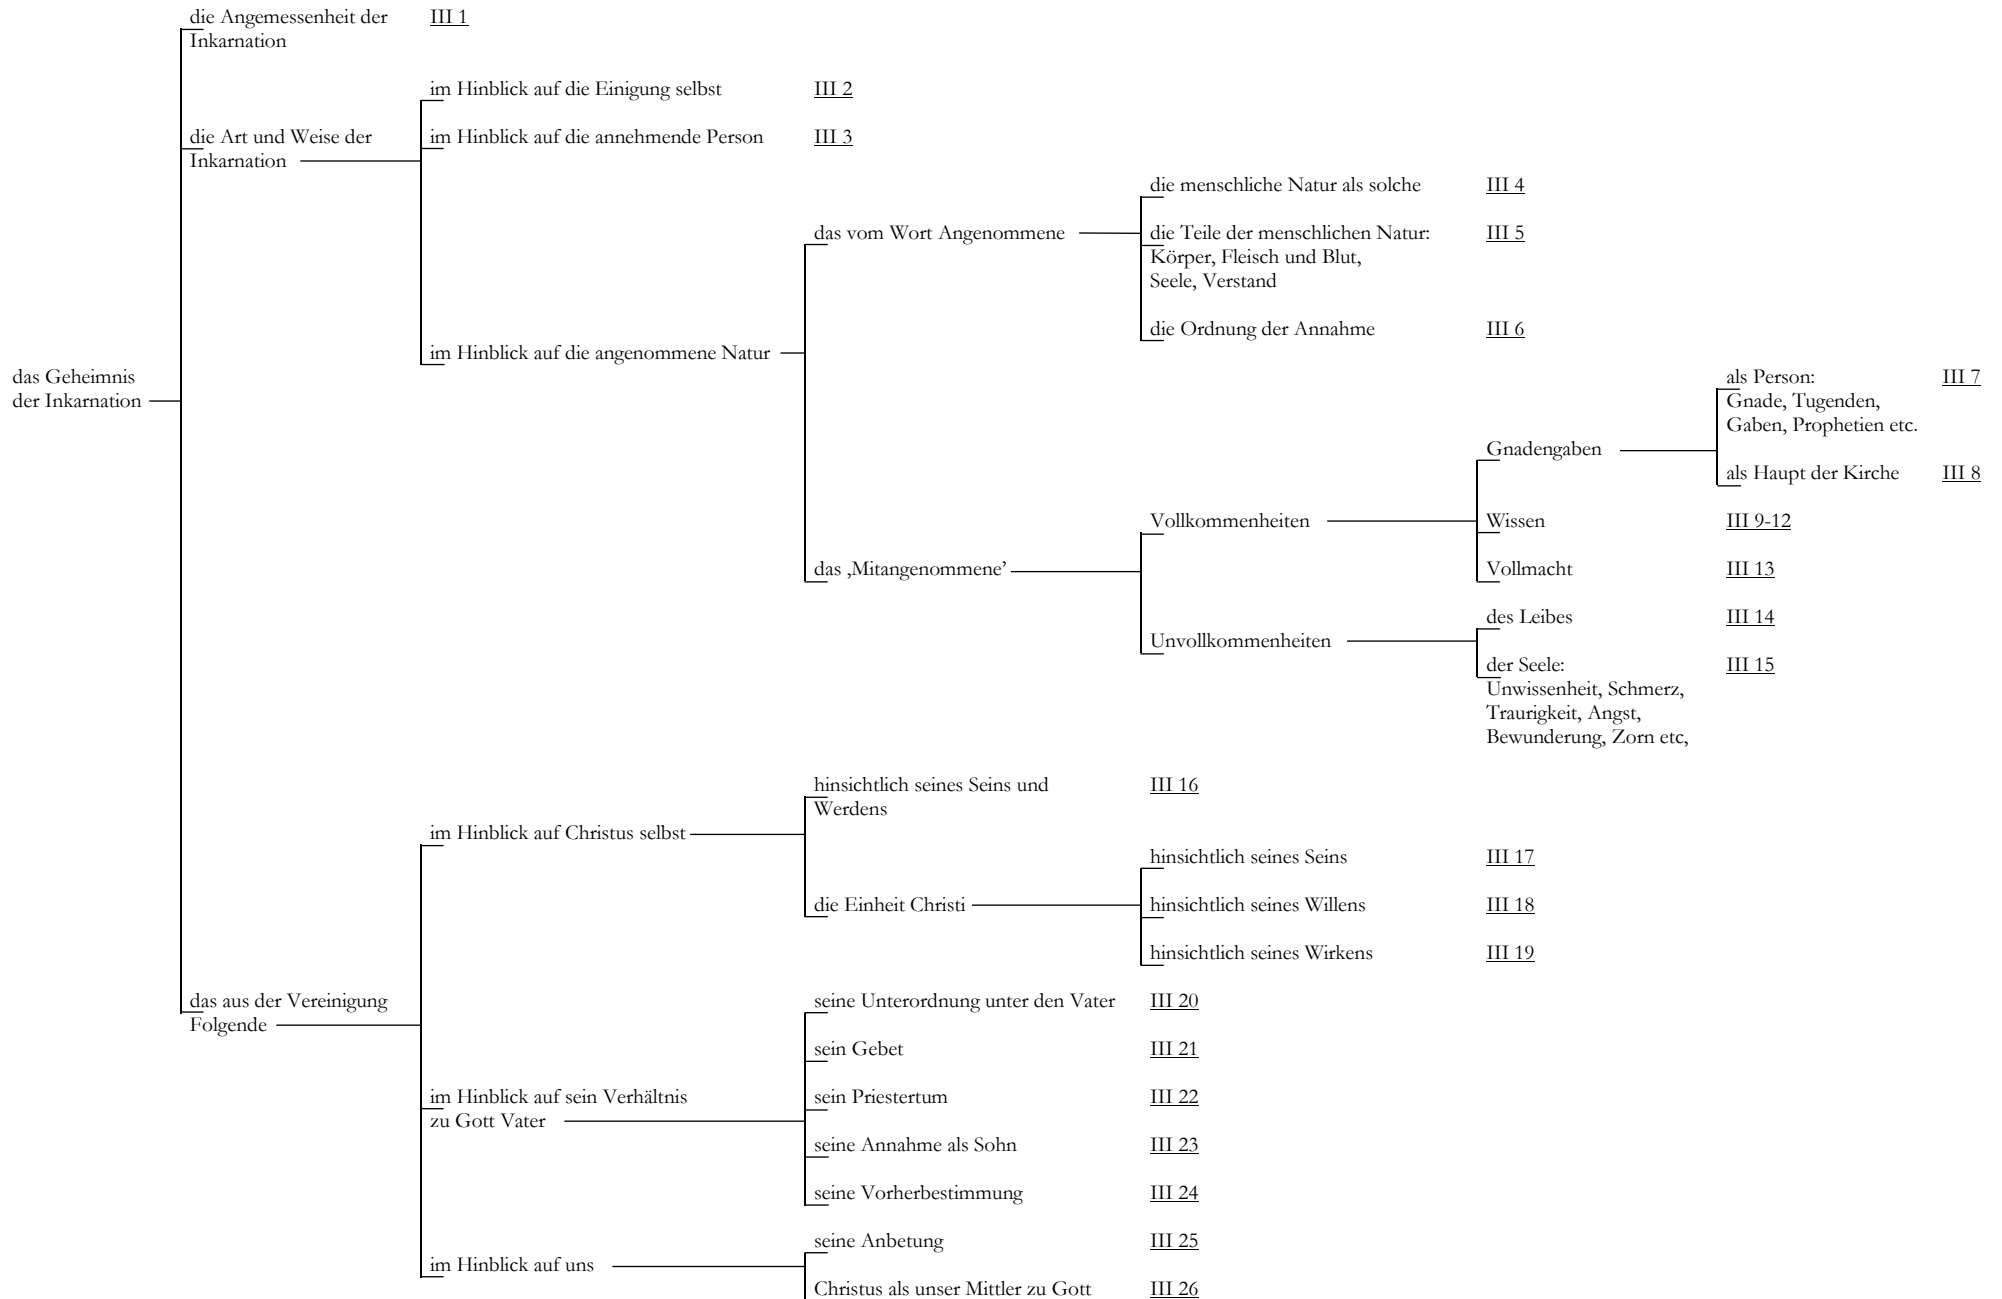 die Angemessenheit der III 1
Inkarnation
im Hinblick auf die Einigung selbst III 2
die Art und Weise der im Hinblick auf die annehmende Person III 3
Inkarnation
die menschliche Natur als solche III 4
das vom Wort Angenommene die Teile der menschlichen Natur: III 5
Körper, Fleisch und Blut,
Seele, Verstand
die Ordnung der Annahme III 6
im Hinblick auf die angenommene Natur
das Geheimnis als Person: III 7
der Inkarnation Gnade, Tugenden,
Gaben, Prophetien etc.
Gnadengaben
als Haupt der Kirche III 8
Vollkommenheiten Wissen III 9-12
das ‚Mitangenommene’ Vollmacht III 13
des Leibes III 14
Unvollkommenheiten
der Seele: III 15
Unwissenheit, Schmerz,
Traurigkeit, Angst,
Bewunderung, Zorn etc,
hinsichtlich seines Seins und III 16
Werdens
im Hinblick auf Christus selbst
hinsichtlich seines Seins III 17
die Einheit Christi hinsichtlich seines Willens III 18
hinsichtlich seines Wirkens III 19
das aus der Vereinigung seine Unterordnung unter den Vater III 20
Folgende
sein Gebet III 21
im Hinblick auf sein Verhältnis sein Priestertum III 22
zu Gott Vater
seine Annahme als Sohn III 23
seine Vorherbestimmung III 24
seine Anbetung III 25
im Hinblick auf uns
Christus als unser Mittler zu Gott III 26